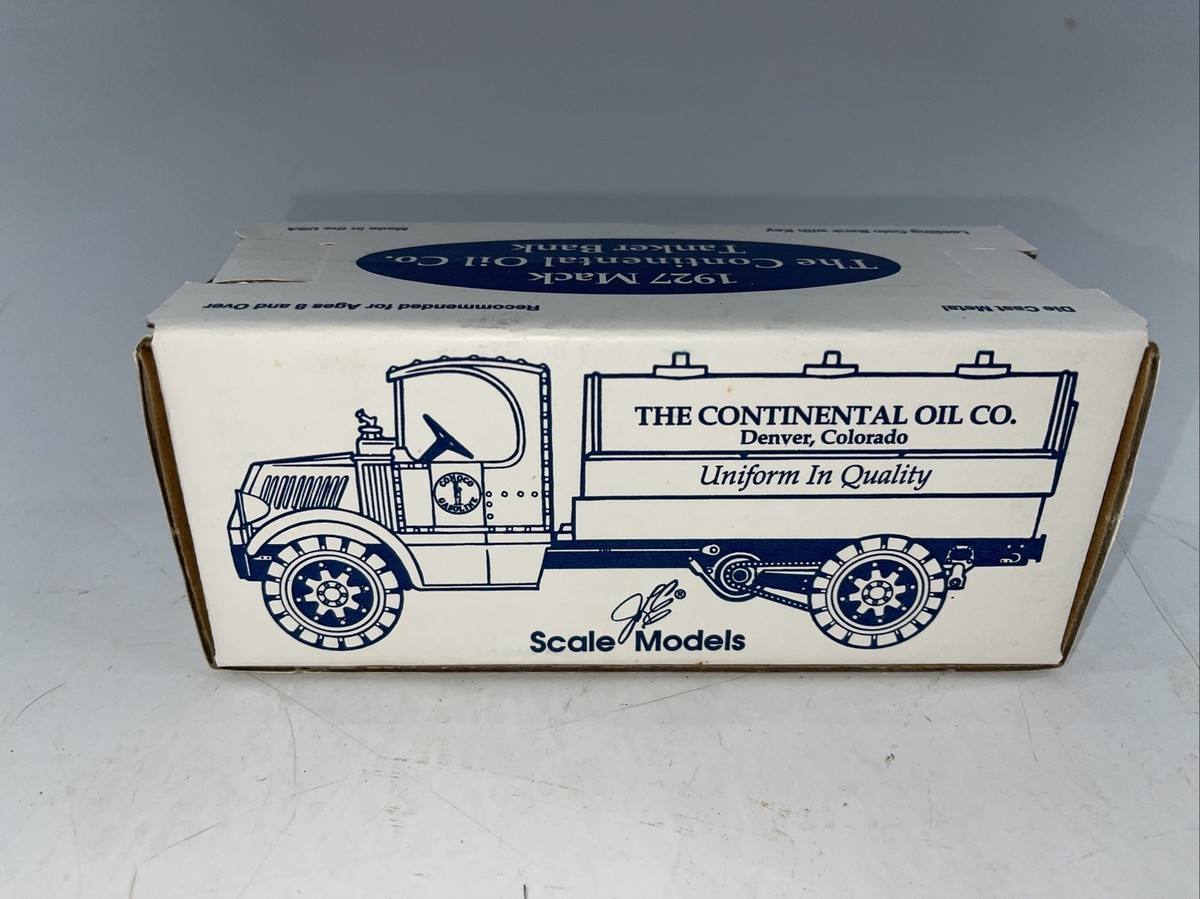 Made in the USA
Locking Coin Bank with Key
1927 Mack
The Continental Oil Co.
Tanker Bank
Recommended for Ages 8 and Over
Die Cast Metal
THE CONTINENTAL OIL CO.
Denver, Colorado
Uniform In Quality
CONOCO
GASOLINE
®
Scale Models